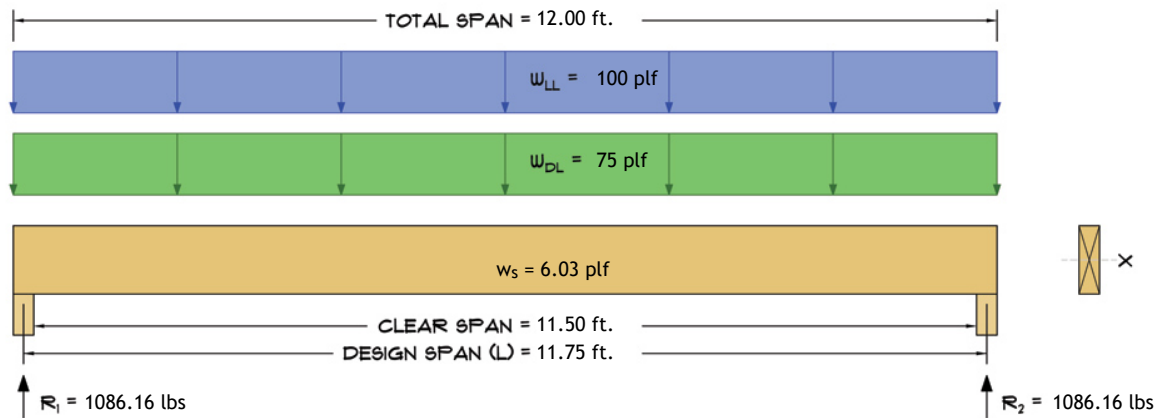 TOTAL SPAN = 12.00 ft.
WLL = 100 plf
WDL = 75 plf
ws = 6.03 plf
X
CLEAR SPAN = 11.50 ft.
DESIGN SPAN (L) = 11.75 ft.
R1 = 1086.16 lbs
R2 = 1086.16 lbs